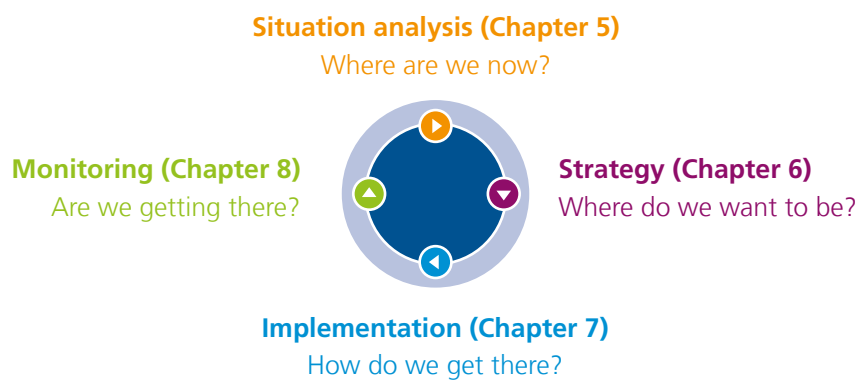 Situation analysis (Chapter 5)
Where are we now?
Monitoring (Chapter 8)
Are we getting there?
Strategy (Chapter 6)
Where do we want to be?
Implementation (Chapter 7)
How do we get there?